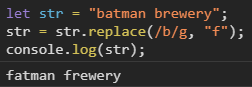 let str = "batman brewery";
str = str.replace(/b/g, "f");
console.log(str);
fatman frewery